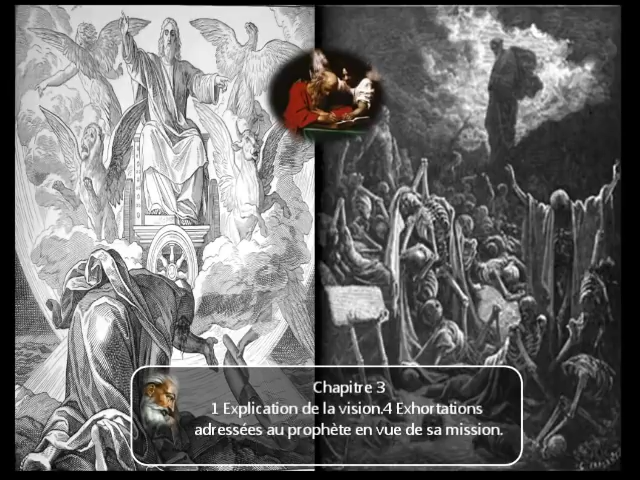 Chapitre 3
1 Explication de la vision.4 Exhortations
adressées au prophète en vue de sa mission.